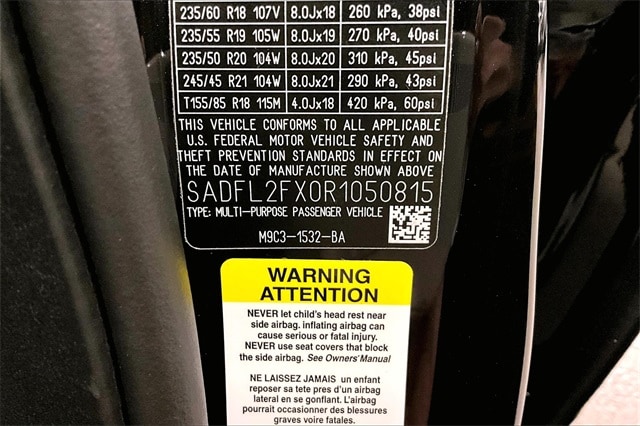 235/60 R18 107V 8.0Jx18 260 kPa, 38psi
235/55 R19 105W 8.0Jx19 270 kPa, 40psi
235/50 R20 104W 8.0Jx20 310 kPa, 45psi
245/45 R21 104W 8.0Jx21 290 kPa, 43psi
T155/85 R18 115M 4.0Jx18 420 kPa, 60psi
THIS VEHICLE CONFORMS TO ALL APPLICABLE
U.S. FEDERAL MOTOR VEHICLE SAFETY AND
THEFT PREVENTION STANDARDS IN EFFECT ON
THE DATE OF MANUFACTURE SHOWN ABOVE
SADFL2FX0R1050815
TYPE: MULTI-PURPOSE PASSENGER VEHICLE
M9C3-1532-BA
WARNING
ATTENTION
NEVER let child's head rest near
side airbag. inflating airbag can
cause serious or fatal injury.
NEVER use seat covers that block
the side airbag. See Owners' Manual
NE LAISSEZ JAMAIS un enfant
reposer sa tete pres d'un airbag
lateral en se gonflant. L'airbag
pourrait occasionner des blessures
graves voire fatales.